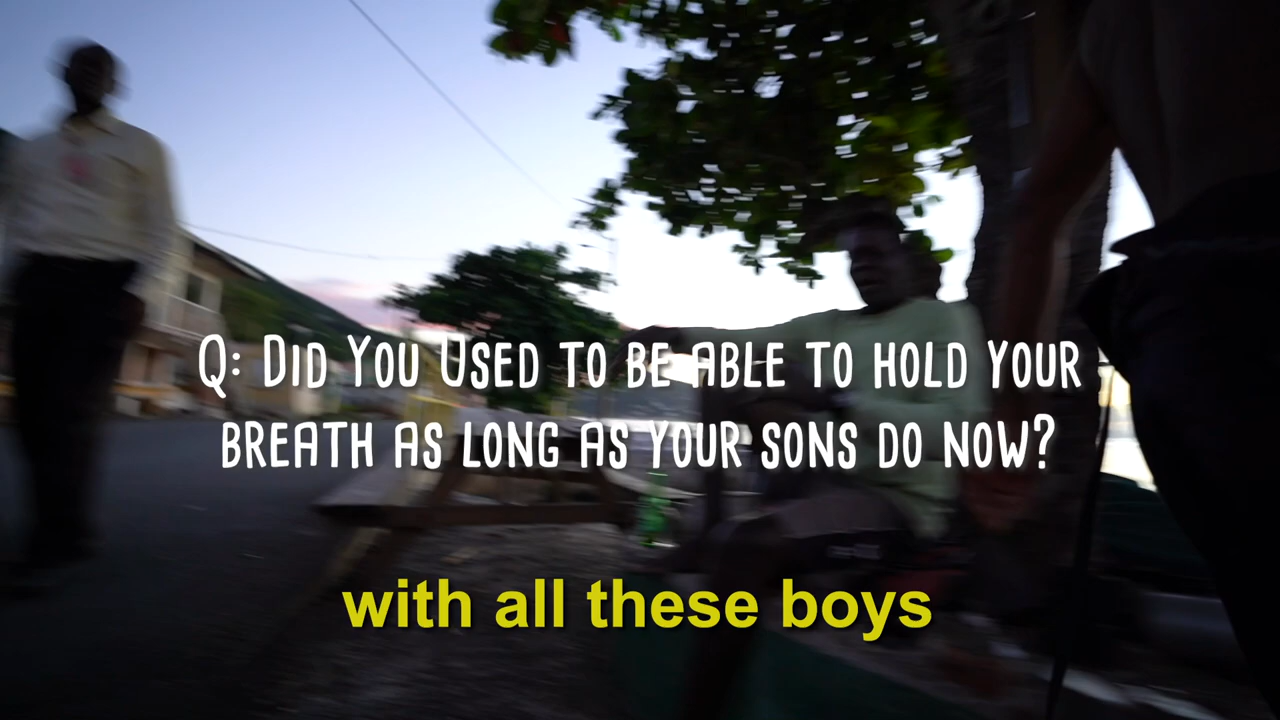 Q: Did You Used to be able to hold your
breath as long as your sons do now?
with all these boys